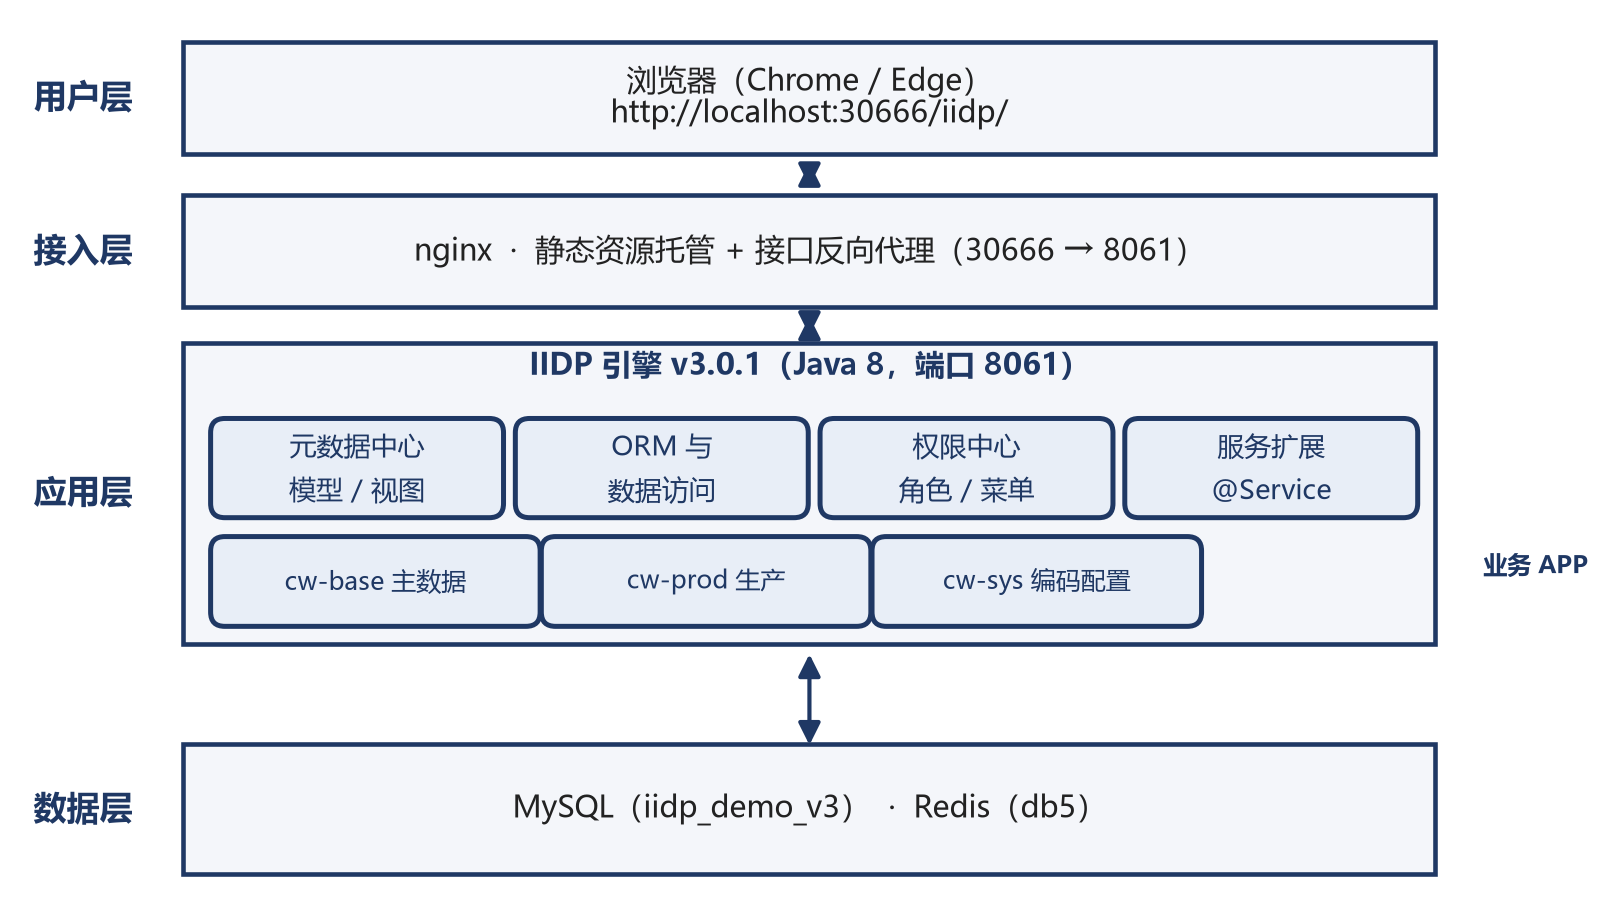 用户层
浏览器（Chrome / Edge）
http://localhost:30666/iidp/
接入层
nginx · 静态资源托管 + 接口反向代理（30666 → 8061）
应用层
IIDP 引擎 v3.0.1（Java 8，端口 8061）
元数据中心
模型 / 视图
ORM 与
数据访问
权限中心
角色 / 菜单
服务扩展
@Service
cw-base 主数据
cw-prod 生产
cw-sys 编码配置
业务 APP
数据层
MySQL（iidp_demo_v3） · Redis（db5）